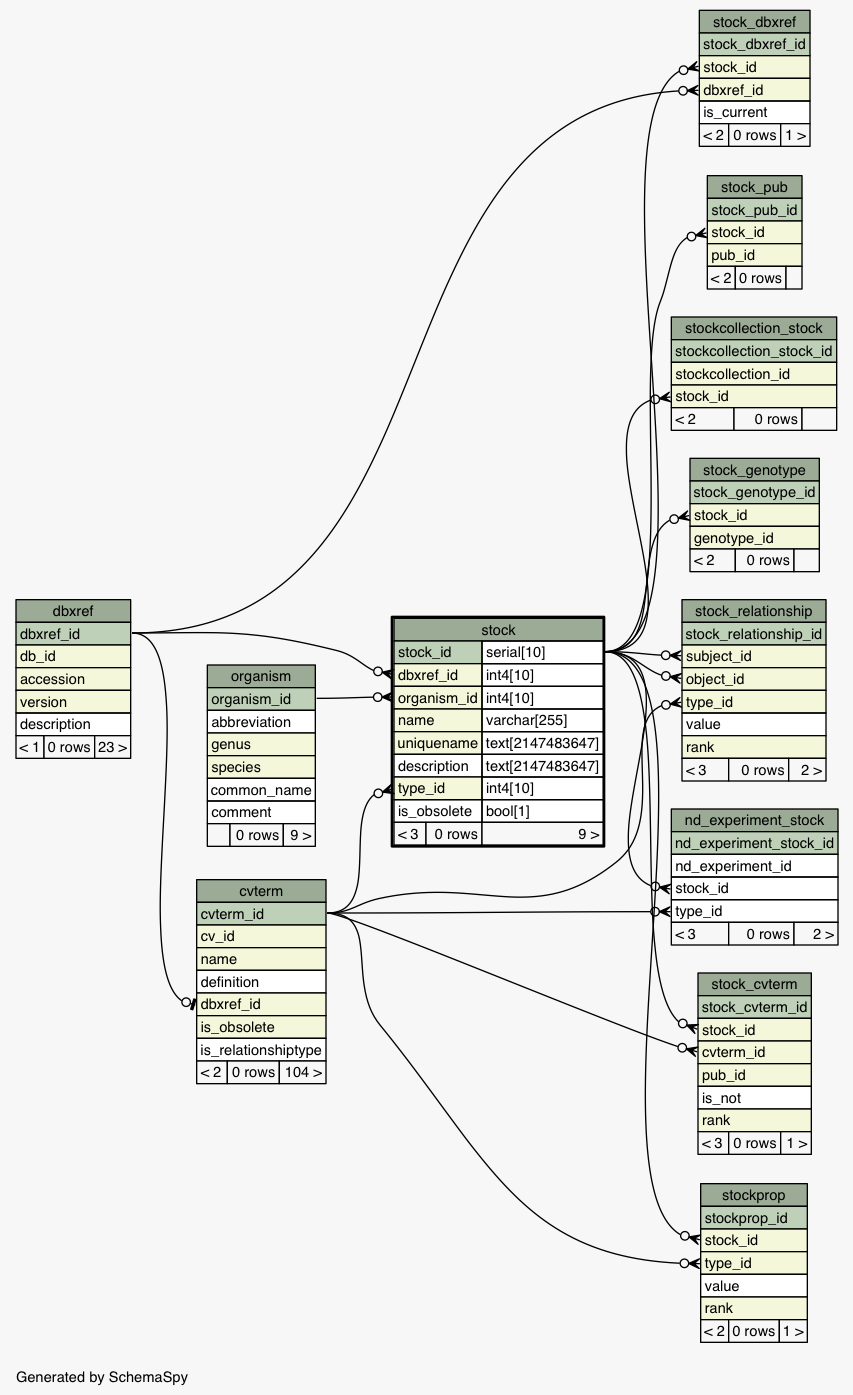 stock_dbxref
stock_dbxref_id
stock_id
dbxref_id
is_current
< 2 0 rows 1 >
stock_pub
stock_pub_id
stock_id
pub_id
< 2 0 rows
stockcollection_stock
stockcollection_stock_id
stockcollection_id
stock_id
< 2 0 rows
stock_genotype
stock_genotype_id
stock_id
genotype_id
< 2 0 rows
dbxref
dbxref_id
db_id
accession
version
description
< 1 0 rows 23 >
organism
organism_id
abbreviation
genus
species
common_name
comment
0 rows 9 >
stock
stock_id serial[10]
dbxref_id int4[10]
organism_id int4[10]
name varchar[255]
uniquename text[2147483647]
description text[2147483647]
type_id int4[10]
is_obsolete bool[1]
< 3 0 rows 9 >
stock_relationship
stock_relationship_id
subject_id
object_id
type_id
value
rank
< 3 0 rows 2 >
nd_experiment_stock
nd_experiment_stock_id
nd_experiment_id
stock_id
type_id
< 3 0 rows 2 >
cvterm
cvterm_id
cv_id
name
definition
dbxref_id
is_obsolete
is_relationshiptype
< 2 0 rows 104 >
stock_cvterm
stock_cvterm_id
stock_id
cvterm_id
pub_id
is_not
rank
< 3 0 rows 1 >
stockprop
stockprop_id
stock_id
type_id
value
rank
< 2 0 rows 1 >
Generated by SchemaSpy